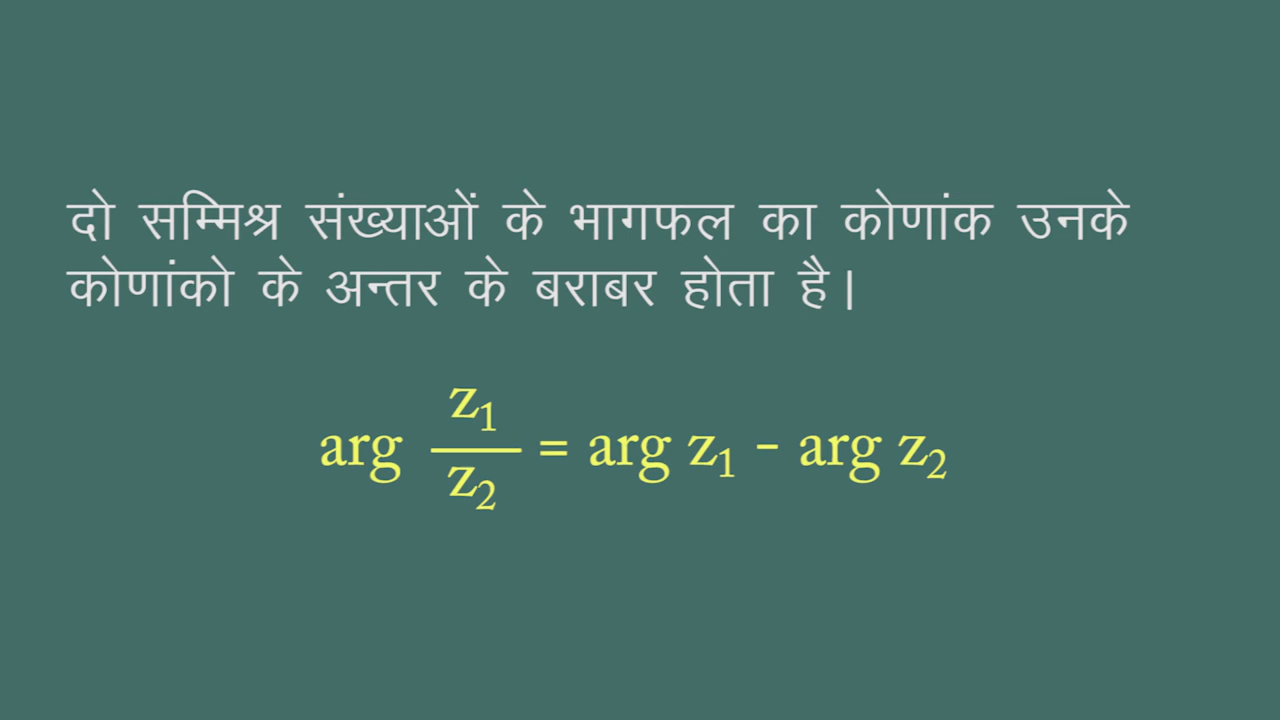 दो सम्मिश्र संख्याओं के भागफल का कोणांक उनके
कोणांको के अन्तर के बराबर होता है।
arg z₁/z₂ = arg z₁ - arg z₂